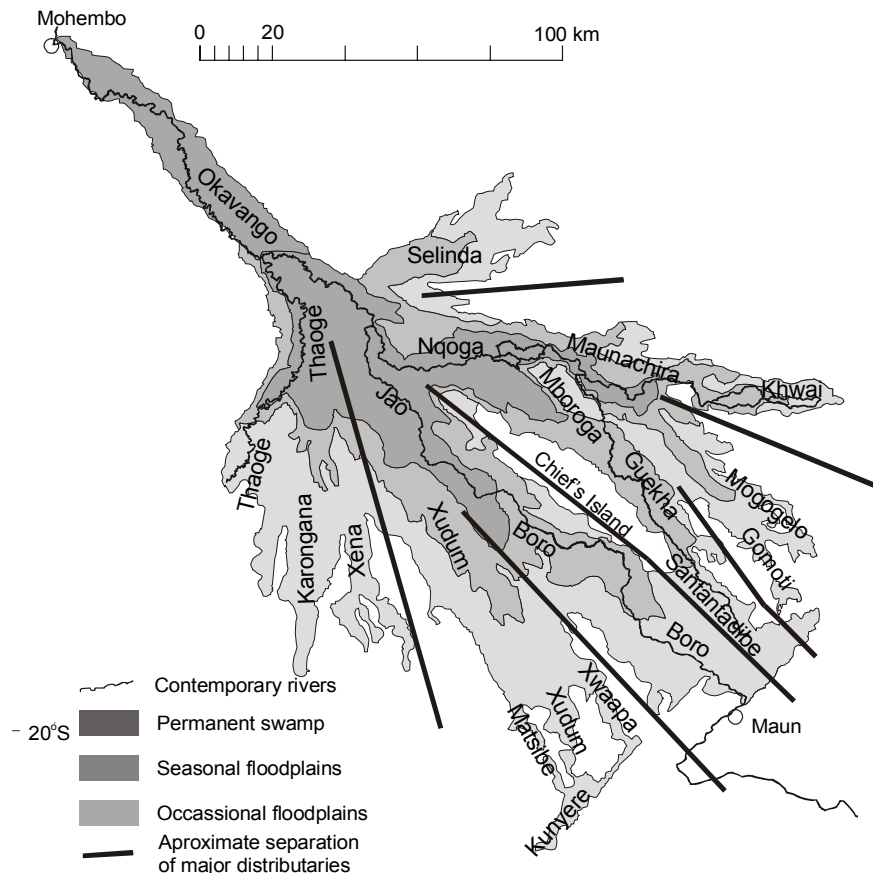 Mohembo
0 20 100 km
Okavango
Selinda
Thaoge
Nqoga
Maunachira
Khwai
Jao
Mboroga
Thaoge
Karongana
Xena
Xudum
Chief's Island
Boro
Guekha
Mogogelo
Gomoti
Santantadibe
Boro
Xwaapa
Xudum
Matsibe
Kunyere
Maun
20°S
Contemporary rivers
Permanent swamp
Seasonal floodplains
Occassional floodplains
Aproximate separation
of major distributaries